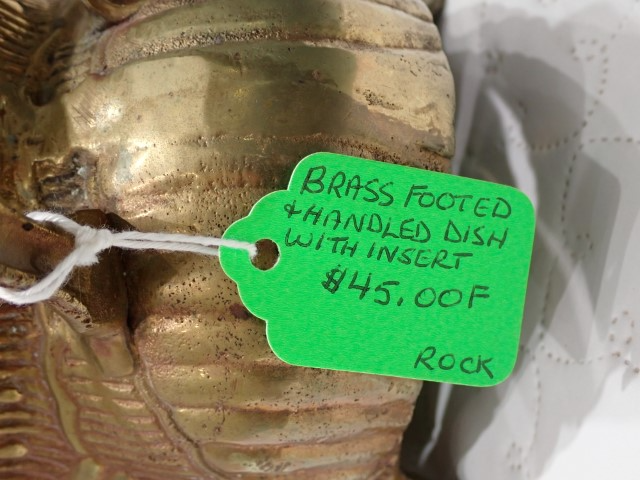 BRASS FOOTED
& HANDLED DISH
WITH INSERT
$45.00F
ROCK